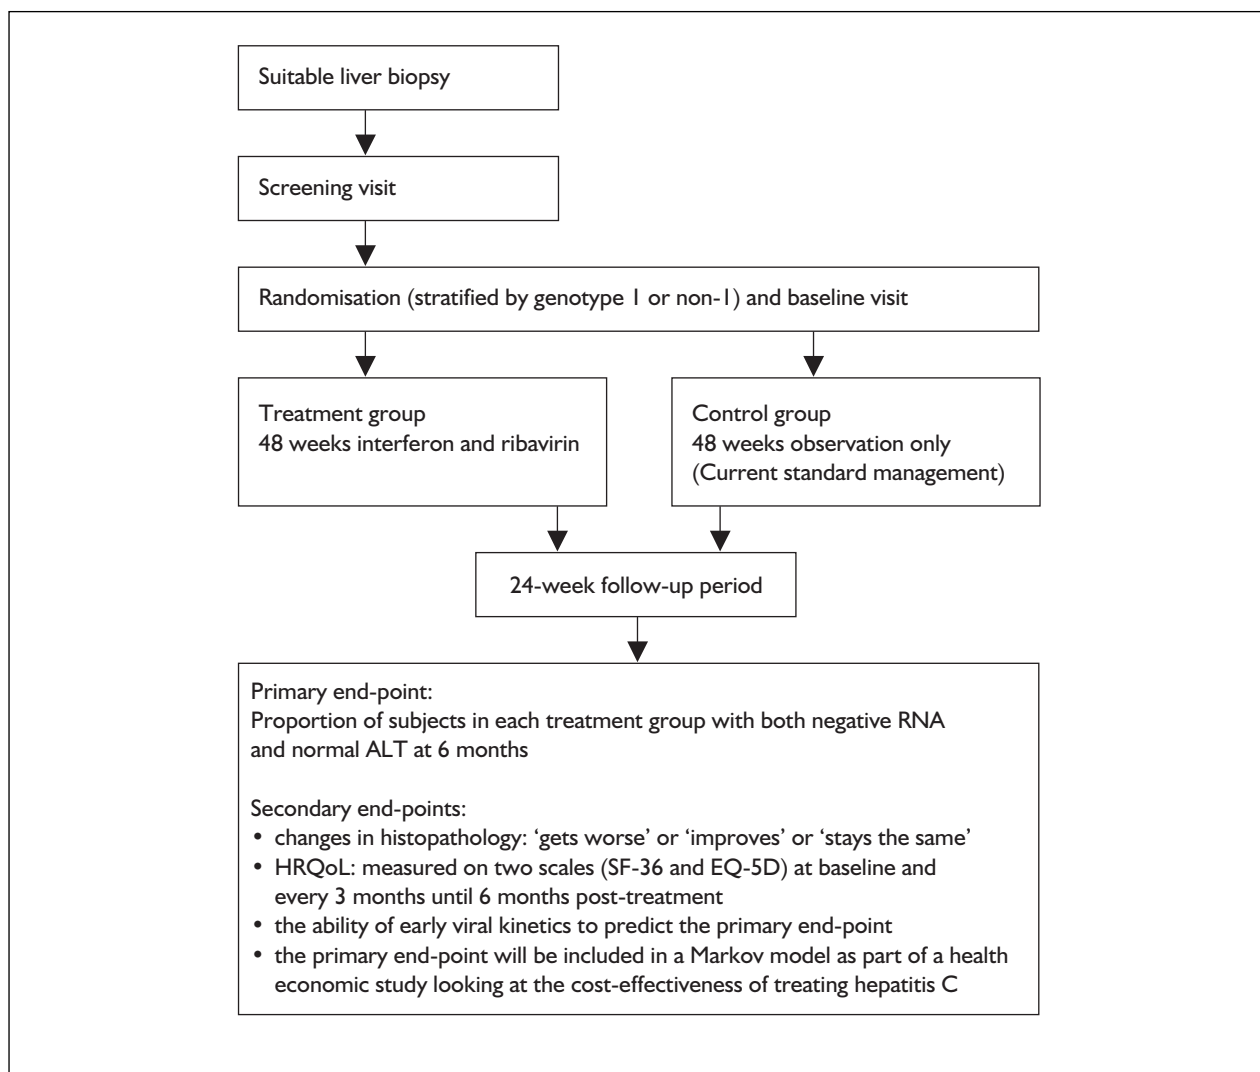 Suitable liver biopsy
Screening visit
Randomisation (stratified by genotype 1 or non-1) and baseline visit
Treatment group
48 weeks interferon and ribavirin
Control group
48 weeks observation only
(Current standard management)
24-week follow-up period
Primary end-point:
Proportion of subjects in each treatment group with both negative RNA
and normal ALT at 6 months
Secondary end-points:
• changes in histopathology: ‘gets worse’ or ‘improves’ or ‘stays the same’
• HRQoL: measured on two scales (SF-36 and EQ-5D) at baseline and
every 3 months until 6 months post-treatment
• the ability of early viral kinetics to predict the primary end-point
• the primary end-point will be included in a Markov model as part of a health
economic study looking at the cost-effectiveness of treating hepatitis C